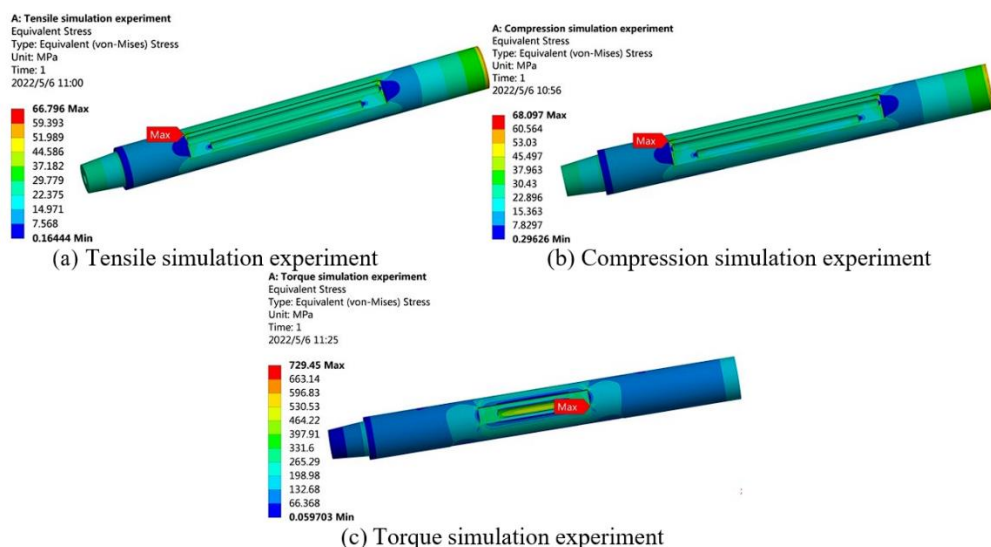 A: Tensile simulation experiment
Equivalent Stress
Type: Equivalent (von-Mises) Stress
Unit: MPa
Time: 1
2022/5/6 11:00
66.796 Max
59.393
51.989
44.586
37.182
29.779
22.375
14.971
7.568
0.16444 Min
Max
(a) Tensile simulation experiment
A: Compression simulation experiment
Equivalent Stress
Type: Equivalent (von-Mises) Stress
Unit: MPa
Time: 1
2022/5/6 10:56
68.097 Max
60.564
53.03
45.497
37.963
30.43
22.896
15.363
7.8297
0.29626 Min
Max
(b) Compression simulation experiment
A: Torque simulation experiment
Equivalent Stress
Type: Equivalent (von-Mises) Stress
Unit: MPa
Time: 1
2022/5/6 11:25
729.45 Max
663.14
596.83
530.53
464.22
397.91
331.6
265.29
198.98
132.68
66.368
0.059703 Min
Max
(c) Torque simulation experiment